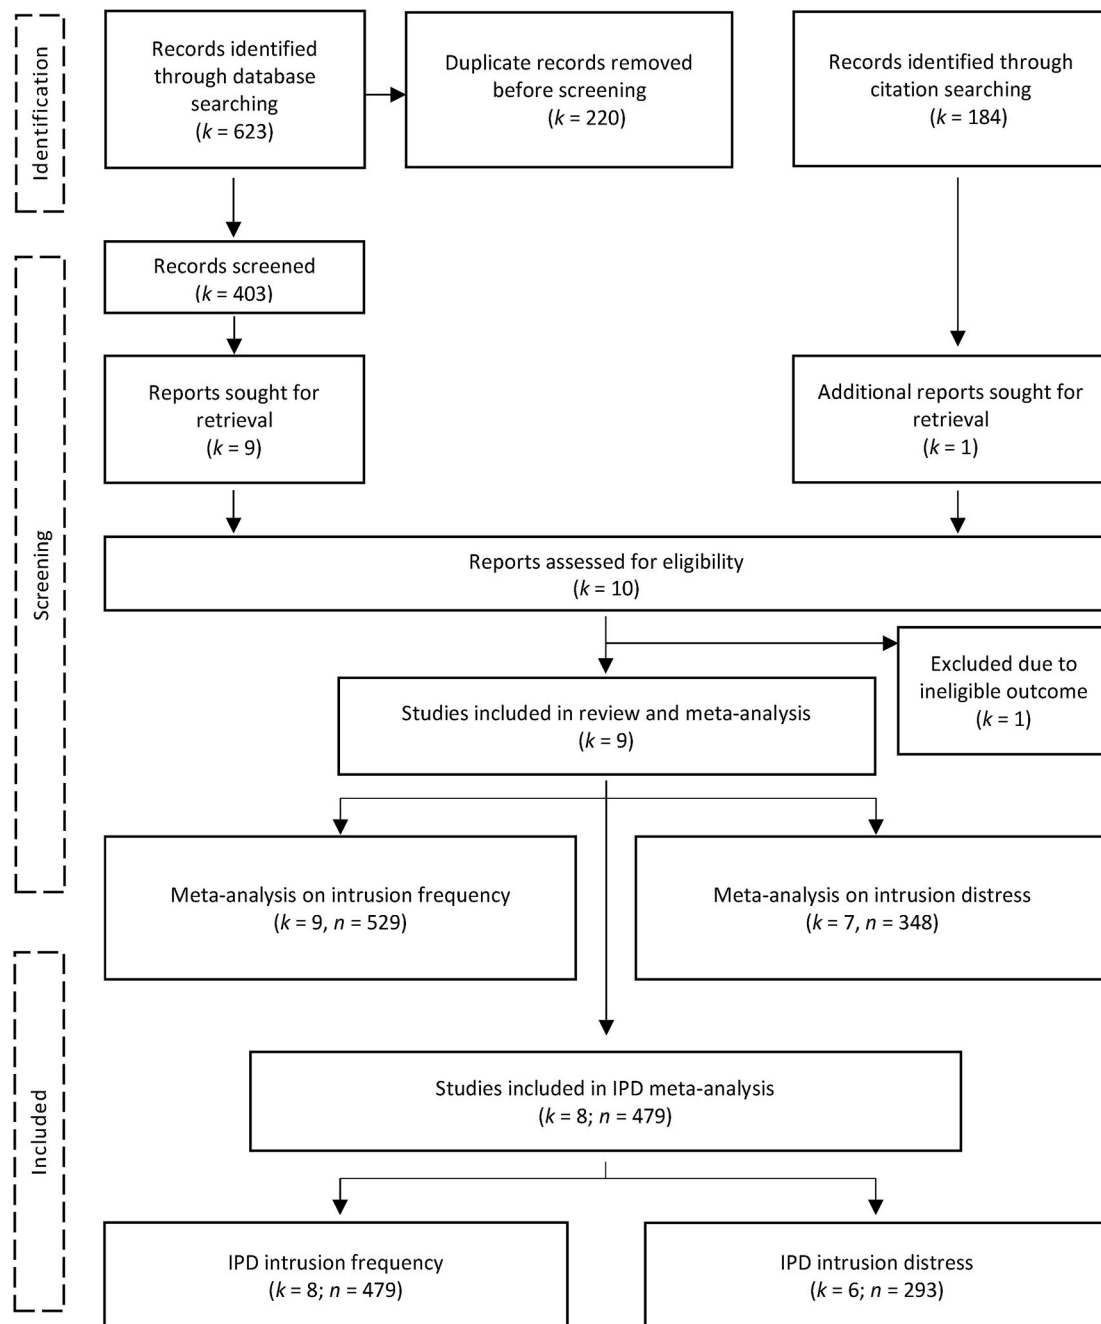 Identification
Records identified
through database
searching
(k = 623)
Duplicate records removed
before screening
(k = 220)
Records identified through
citation searching
(k = 184)
Screening
Records screened
(k = 403)
Reports sought for
retrieval
(k = 9)
Additional reports sought for
retrieval
(k = 1)
Reports assessed for eligibility
(k = 10)
Excluded due to
ineligible outcome
(k = 1)
Studies included in review and meta-analysis
(k = 9)
Meta-analysis on intrusion frequency
(k = 9, n = 529)
Meta-analysis on intrusion distress
(k = 7, n = 348)
Included
Studies included in IPD meta-analysis
(k = 8; n = 479)
IPD intrusion frequency
(k = 8; n = 479)
IPD intrusion distress
(k = 6; n = 293)